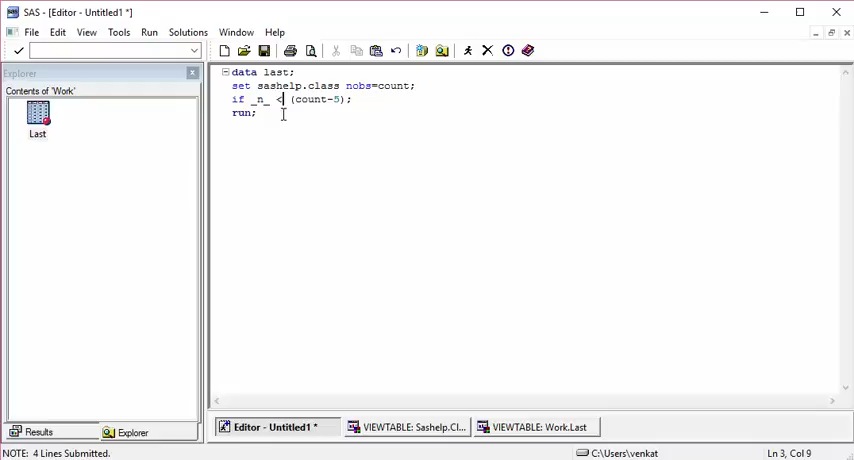 SAS - [Editor - Untitled1 *]
File Edit View Tools Run Solutions Window Help
Explorer
Contents of 'Work'
Last
data last;
set sashelp.class nobs=count;
if _n_ < (count-5);
run;
Results
Explorer
Editor - Untitled1 *
VIEWTABLE: Sashelp.Cl...
VIEWTABLE: Work.Last
NOTE: 4 Lines Submitted.
C:\Users\venkat
Ln 3, Col 9